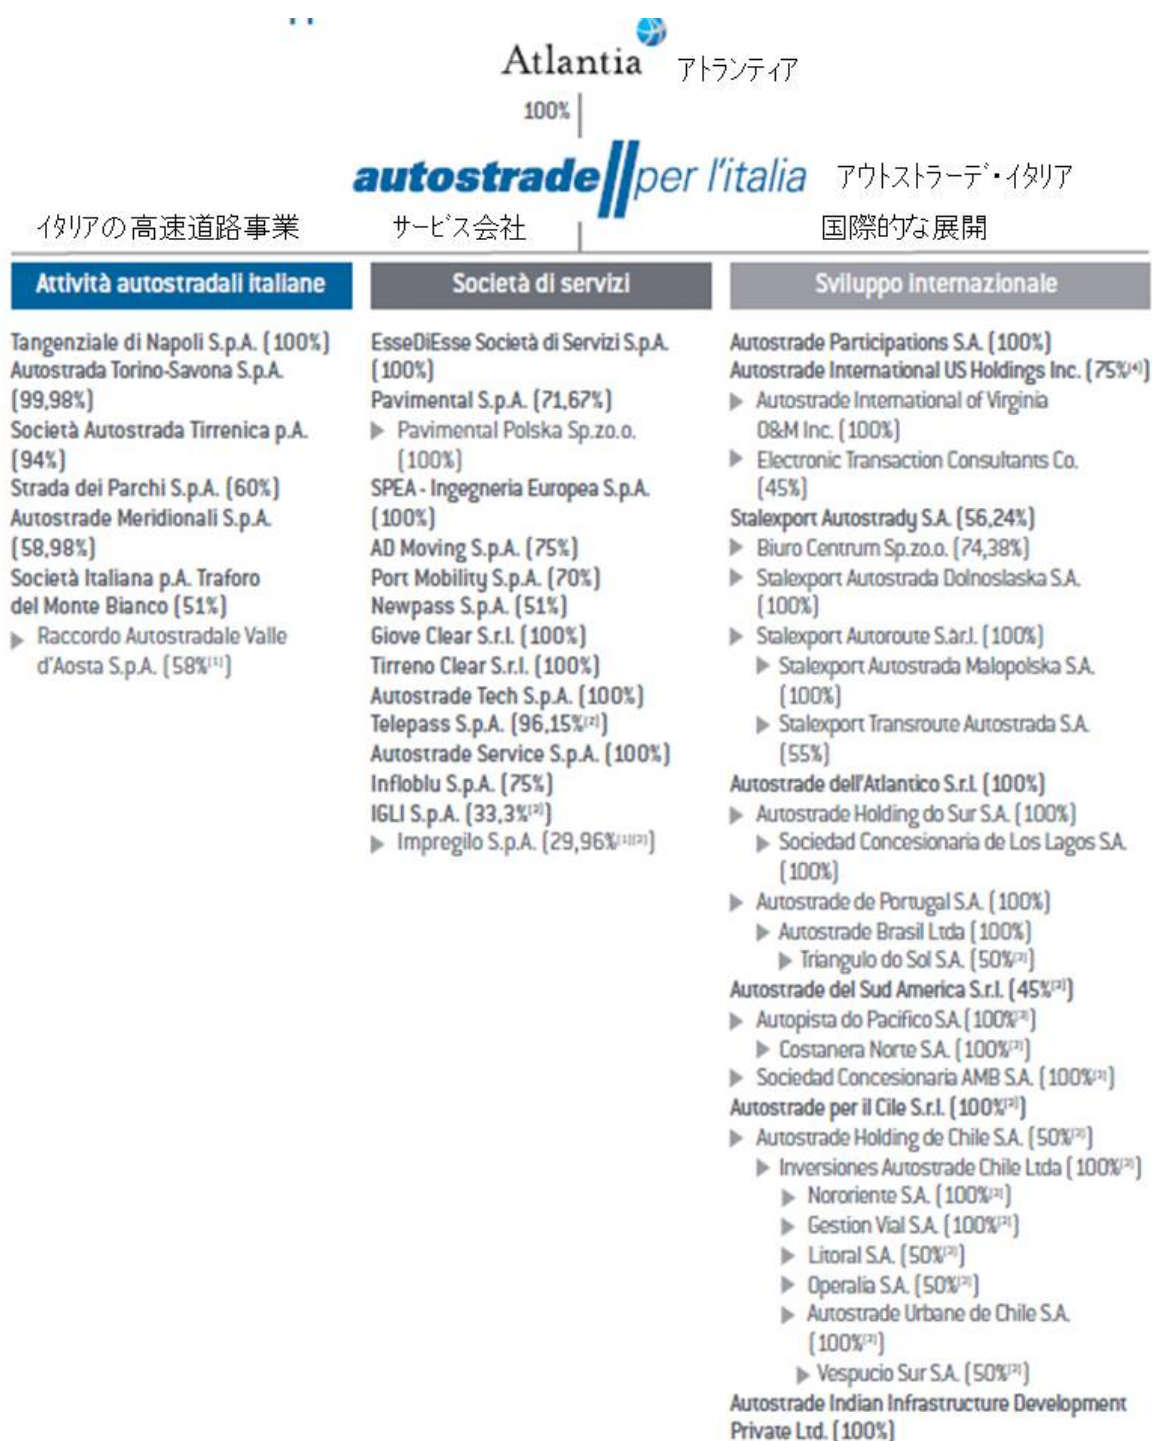 Atlantia アトランティア
100%
autostrade per l'italia アウトストラーデ・イタリア
イタリアの高速道路事業
サービス会社
国際的な展開
Attività autostradali italiane
Tangenziale di Napoli S.p.A. (100%)
Autostrada Torino-Savona S.p.A.
(99,98%)
Società Autostrada Tirrenica p.A.
(94%)
Strada dei Parchi S.p.A. (60%)
Autostrade Meridionali S.p.A.
(58,98%)
Società Italiana p.A. Traforo
del Monte Bianco (51%)
Raccordo Autostradale Valle
d'Aosta S.p.A. (58%(1))
Società di servizi
EsseDiEsse Società di Servizi S.p.A.
(100%)
Pavimental S.p.A. (71,67%)
Pavimental Polska Sp.zo.o.
(100%)
SPEA - Ingegneria Europea S.p.A.
(100%)
AD Moving S.p.A. (75%)
Port Mobility S.p.A. (70%)
Newpass S.p.A. (51%)
Giove Clear S.r.l. (100%)
Tirreno Clear S.r.l. (100%)
Autostrade Tech S.p.A. (100%)
Telepass S.p.A. (96,15%(2))
Autostrade Service S.p.A. (100%)
Infloblu S.p.A. (75%)
IGLI S.p.A. (33,3%(3))
Impregilo S.p.A. (29,96%(1)(3))
Sviluppo internazionale
Autostrade Participations S.A. (100%)
Autostrade International US Holdings Inc. (75%(4))
Autostrade International of Virginia
O&M Inc. (100%)
Electronic Transaction Consultants Co.
(45%)
Stalexport Autostrady S.A. (56,24%)
Biuro Centrum Sp.zo.o. (74,38%)
Stalexport Autostrada Dolnoslaska S.A.
(100%)
Stalexport Autoroute S.àr.l. (100%)
Stalexport Autostrada Malopolska S.A.
(100%)
Stalexport Transroute Autostrada S.A.
(55%)
Autostrade dell'Atlantico S.r.l. (100%)
Autostrade Holding do Sur S.A. (100%)
Sociedad Concesionaria de Los Lagos S.A.
(100%)
Autostrade de Portugal S.A. (100%)
Autostrade Brasil Ltda (100%)
Triangulo do Sol S.A. (50%(3))
Autostrade del Sud America S.r.l. (45%(3))
Autopista do Pacifico S.A. (100%(3))
Costanera Norte S.A. (100%(3))
Sociedad Concesionaria AMB S.A. (100%(3))
Autostrade per il Cile S.r.l. (100%(3))
Autostrade Holding de Chile S.A. (50%(3))
Inversiones Autostrade Chile Ltda (100%(3))
Nororiente S.A. (100%(3))
Gestion Vial S.A. (100%(3))
Litoral S.A. (50%(3))
Operalia S.A. (50%(3))
Autostrade Urbane de Chile S.A.
(100%(3))
Vespucio Sur S.A. (50%(3))
Autostrade Indian Infrastructure Development
Private Ltd. (100%)